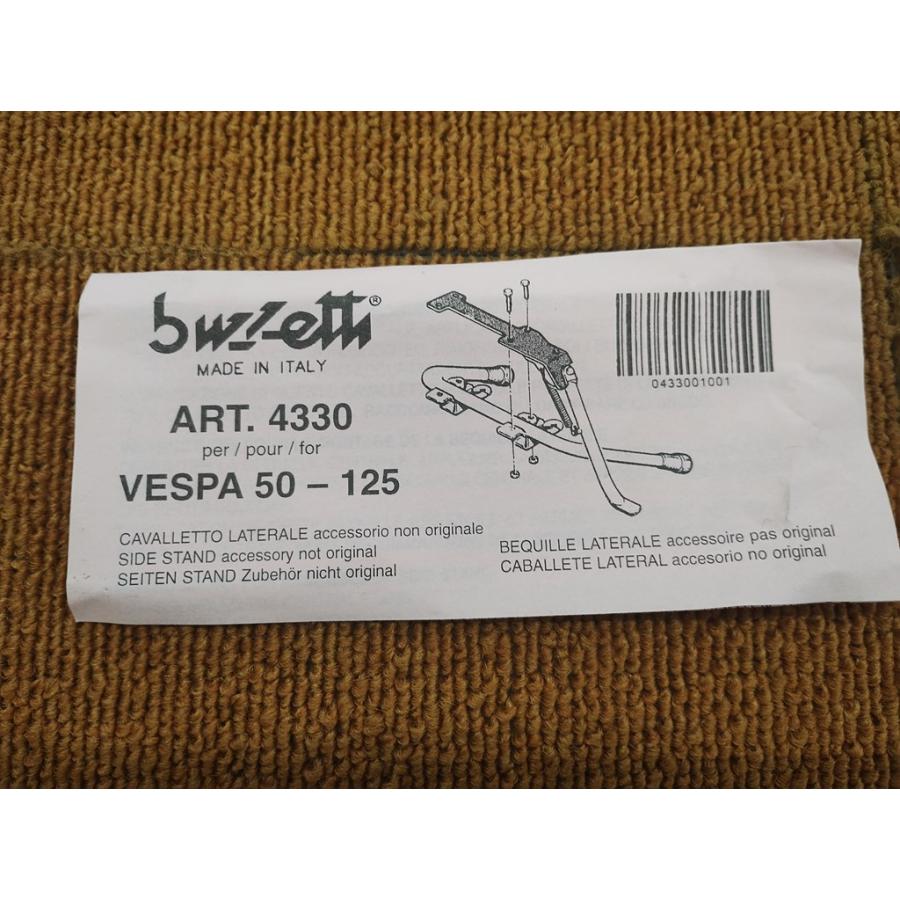 buzzetti®
MADE IN ITALY
ART. 4330
per / pour / for
VESPA 50 – 125
CAVALLETTO LATERALE accessorio non originale
SIDE STAND accessory not original
SEITEN STAND Zubehör nicht original
0433001001
BEQUILLE LATERALE accessoire pas original
CABALLETE LATERAL accesorio no original